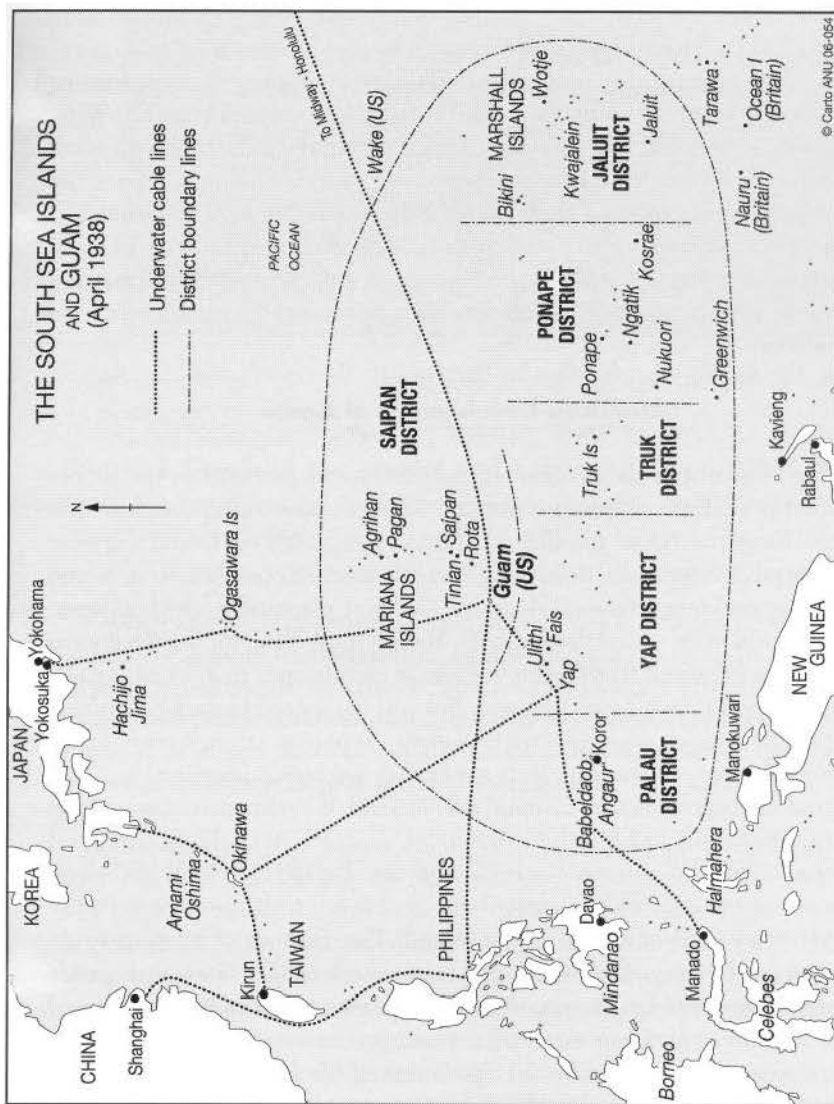 THE SOUTH SEA ISLANDS
AND GUAM
(April 1938)
Underwater cable lines
District boundary lines
N
KOREA
JAPAN
Yokosuka
Yokohama
CHINA
Shanghai
Hachijo
Jima
Amami
Oshima
Okinawa
Ogasawara Is
Kirun
TAIWAN
PACIFIC
OCEAN
To Midway
Honolulu
Wake (US)
SAIPAN
DISTRICT
Agrihan
Pagan
MARIANA
ISLANDS
Tinian
Saipan
Rota
Guam
(US)
PHILIPPINES
Ulithi
Fais
Yap
Bikini
MARSHALL
ISLANDS
Wotje
Kwajalein
JALUIT
DISTRICT
Jaluit
PONAPE
DISTRICT
Ponape
Ngatik
Kosrae
Nukuori
Truk Is
TRUK
DISTRICT
YAP DISTRICT
Babeldaob
Koror
Angaur
PALAU
DISTRICT
Davao
Mindanao
Greenwich
Tarawa
Nauru
(Britain)
Ocean I
(Britain)
Manado
Halmahera
Manokuwari
Kavieng
Rabaul
Borneo
Celebes
NEW
GUINEA
© Carto ANU 06-054